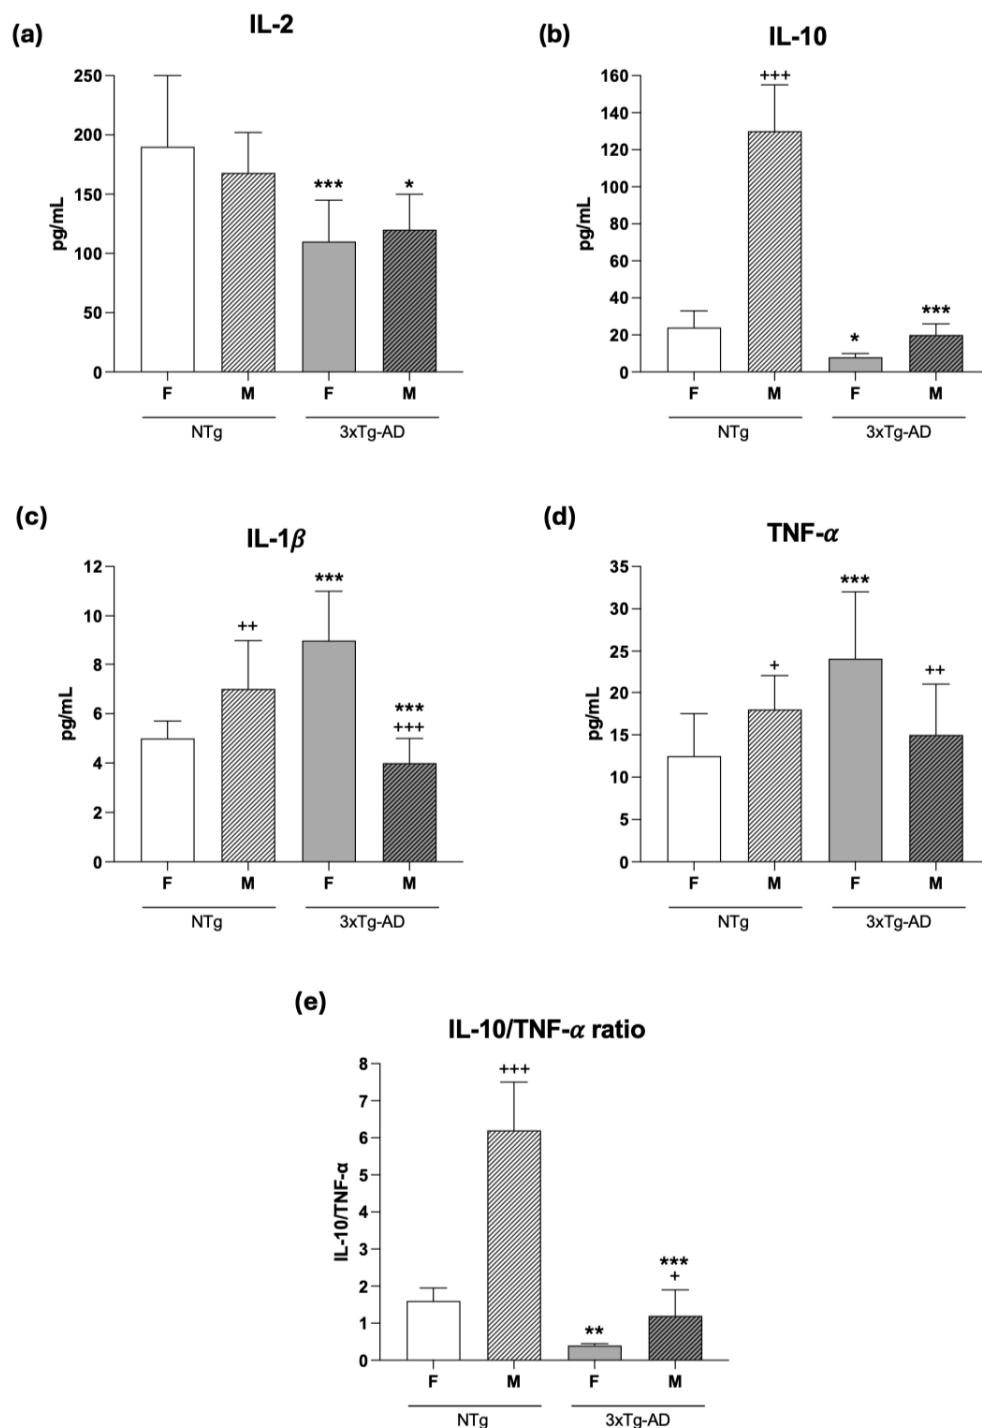 (a)
IL-2
250
200
150
100
50
0
pg/mL
***
*
F M F M
NTg 3xTg-AD
(b)
IL-10
160
140
120
100
80
60
40
20
0
pg/mL
+++
*
***
F M F M
NTg 3xTg-AD
(c)
IL-1β
12
10
8
6
4
2
0
pg/mL
++
***
***
+++
F M F M
NTg 3xTg-AD
(d)
TNF-α
35
30
25
20
15
10
5
0
pg/mL
+
***
++
F M F M
NTg 3xTg-AD
(e)
IL-10/TNF-α ratio
8
7
6
5
4
3
2
1
0
IL-10/TNF-α
+++
**
***
+
F M F M
NTg 3xTg-AD